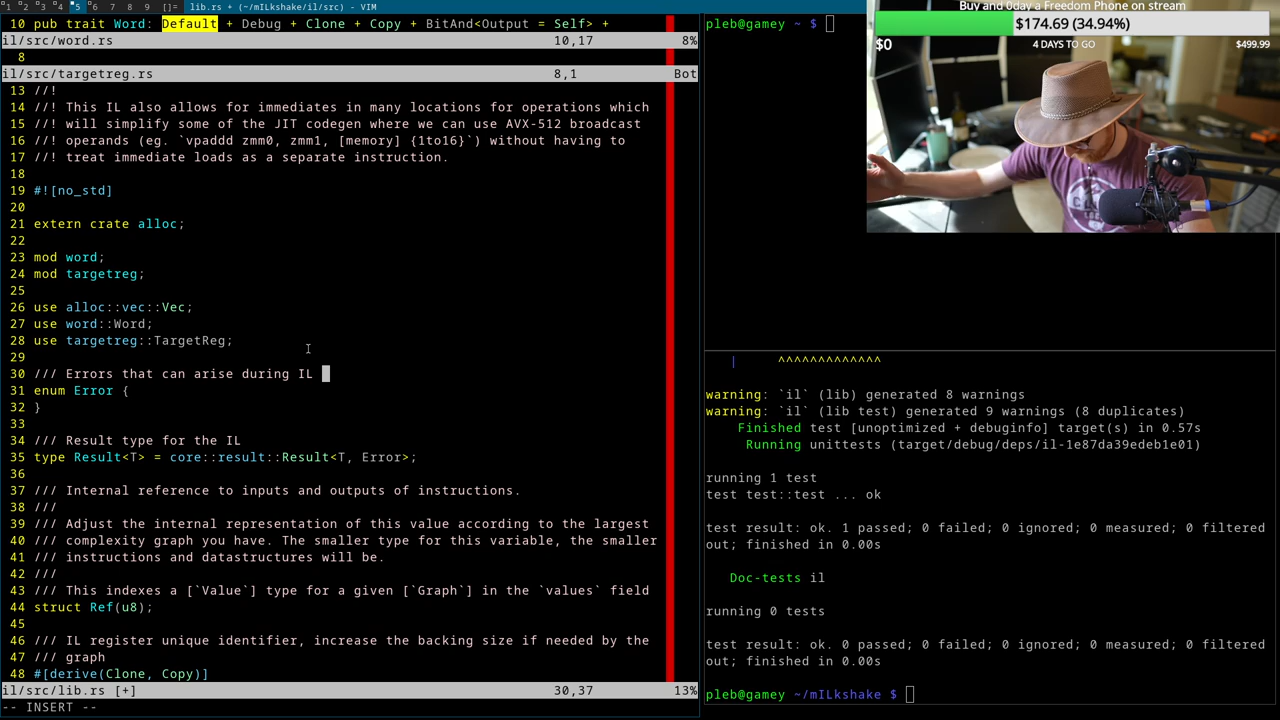 1 2 3 4 5 6 7 8 9 []= lib.rs + (~/mILkshake/il/src) - VIM
10 pub trait Word: Default + Debug + Clone + Copy + BitAnd<Output = Self> +
il/src/word.rs 10,17 8%
8
il/src/targetreg.rs 8,1 Bot
13 //!
14 //! This IL also allows for immediates in many locations for operations which
15 //! will simplify some of the JIT codegen where we can use AVX-512 broadcast
16 //! operands (eg. `vpaddd zmm0, zmm1, [memory] {1to16}`) without having to
17 //! treat immediate loads as a separate instruction.
18
19 #![no_std]
20
21 extern crate alloc;
22
23 mod word;
24 mod targetreg;
25
26 use alloc::vec::Vec;
27 use word::Word;
28 use targetreg::TargetReg;
29
30 /// Errors that can arise during IL
31 enum Error {
32 }
33
34 /// Result type for the IL
35 type Result<T> = core::result::Result<T, Error>;
36
37 /// Internal reference to inputs and outputs of instructions.
38 ///
39 /// Adjust the internal representation of this value according to the largest
40 /// complexity graph you have. The smaller type for this variable, the smaller
41 /// instructions and datastructures will be.
42 ///
43 /// This indexes a [`Value`] type for a given [`Graph`] in the `values` field
44 struct Ref(u8);
45
46 /// IL register unique identifier, increase the backing size if needed by the
47 /// graph
48 #[derive(Clone, Copy)]
il/src/lib.rs [+] 30,37 13%
-- INSERT --
pleb@gamey ~ $
Buy and 0day a Freedom Phone on stream
$174.69 (34.94%)
$0 4 DAYS TO GO $499.99
| ^^^^^^^^^^^^^
warning: `il` (lib) generated 8 warnings
warning: `il` (lib test) generated 9 warnings (8 duplicates)
Finished test [unoptimized + debuginfo] target(s) in 0.57s
Running unittests (target/debug/deps/il-1e87da39edeb1e01)
running 1 test
test test::test ... ok
test result: ok. 1 passed; 0 failed; 0 ignored; 0 measured; 0 filtered
out; finished in 0.00s
Doc-tests il
running 0 tests
test result: ok. 0 passed; 0 failed; 0 ignored; 0 measured; 0 filtered
out; finished in 0.00s
pleb@gamey ~/mILkshake $